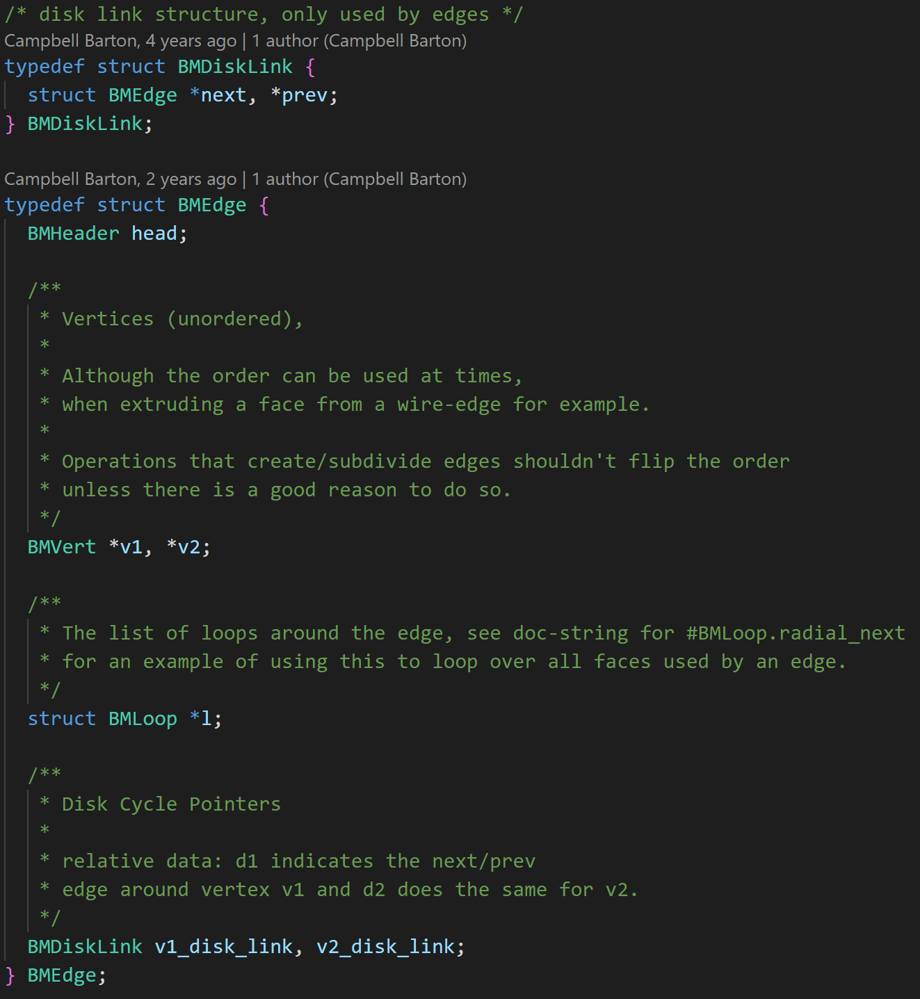 /* disk link structure, only used by edges */
Campbell Barton, 4 years ago | 1 author (Campbell Barton)
typedef struct BMDiskLink {
  struct BMEdge *next, *prev;
} BMDiskLink;

Campbell Barton, 2 years ago | 1 author (Campbell Barton)
typedef struct BMEdge {
  BMHeader head;

  /**
   * Vertices (unordered),
   *
   * Although the order can be used at times,
   * when extruding a face from a wire-edge for example.
   *
   * Operations that create/subdivide edges shouldn't flip the order
   * unless there is a good reason to do so.
   */
  BMVert *v1, *v2;

  /**
   * The list of loops around the edge, see doc-string for #BMLoop.radial_next
   * for an example of using this to loop over all faces used by an edge.
   */
  struct BMLoop *l;

  /**
   * Disk Cycle Pointers
   *
   * relative data: d1 indicates the next/prev
   * edge around vertex v1 and d2 does the same for v2.
   */
  BMDiskLink v1_disk_link, v2_disk_link;
} BMEdge;